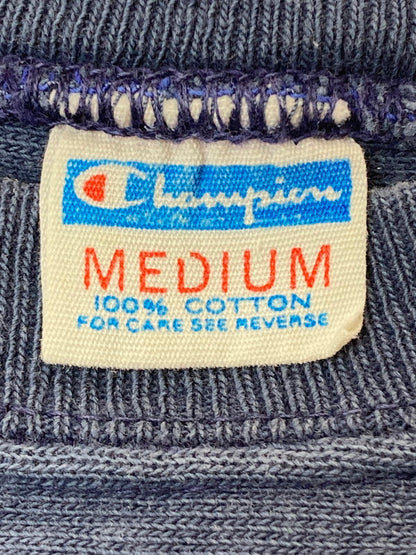 Champion
MEDIUM
100% COTTON
FOR CARE SEE REVERSE